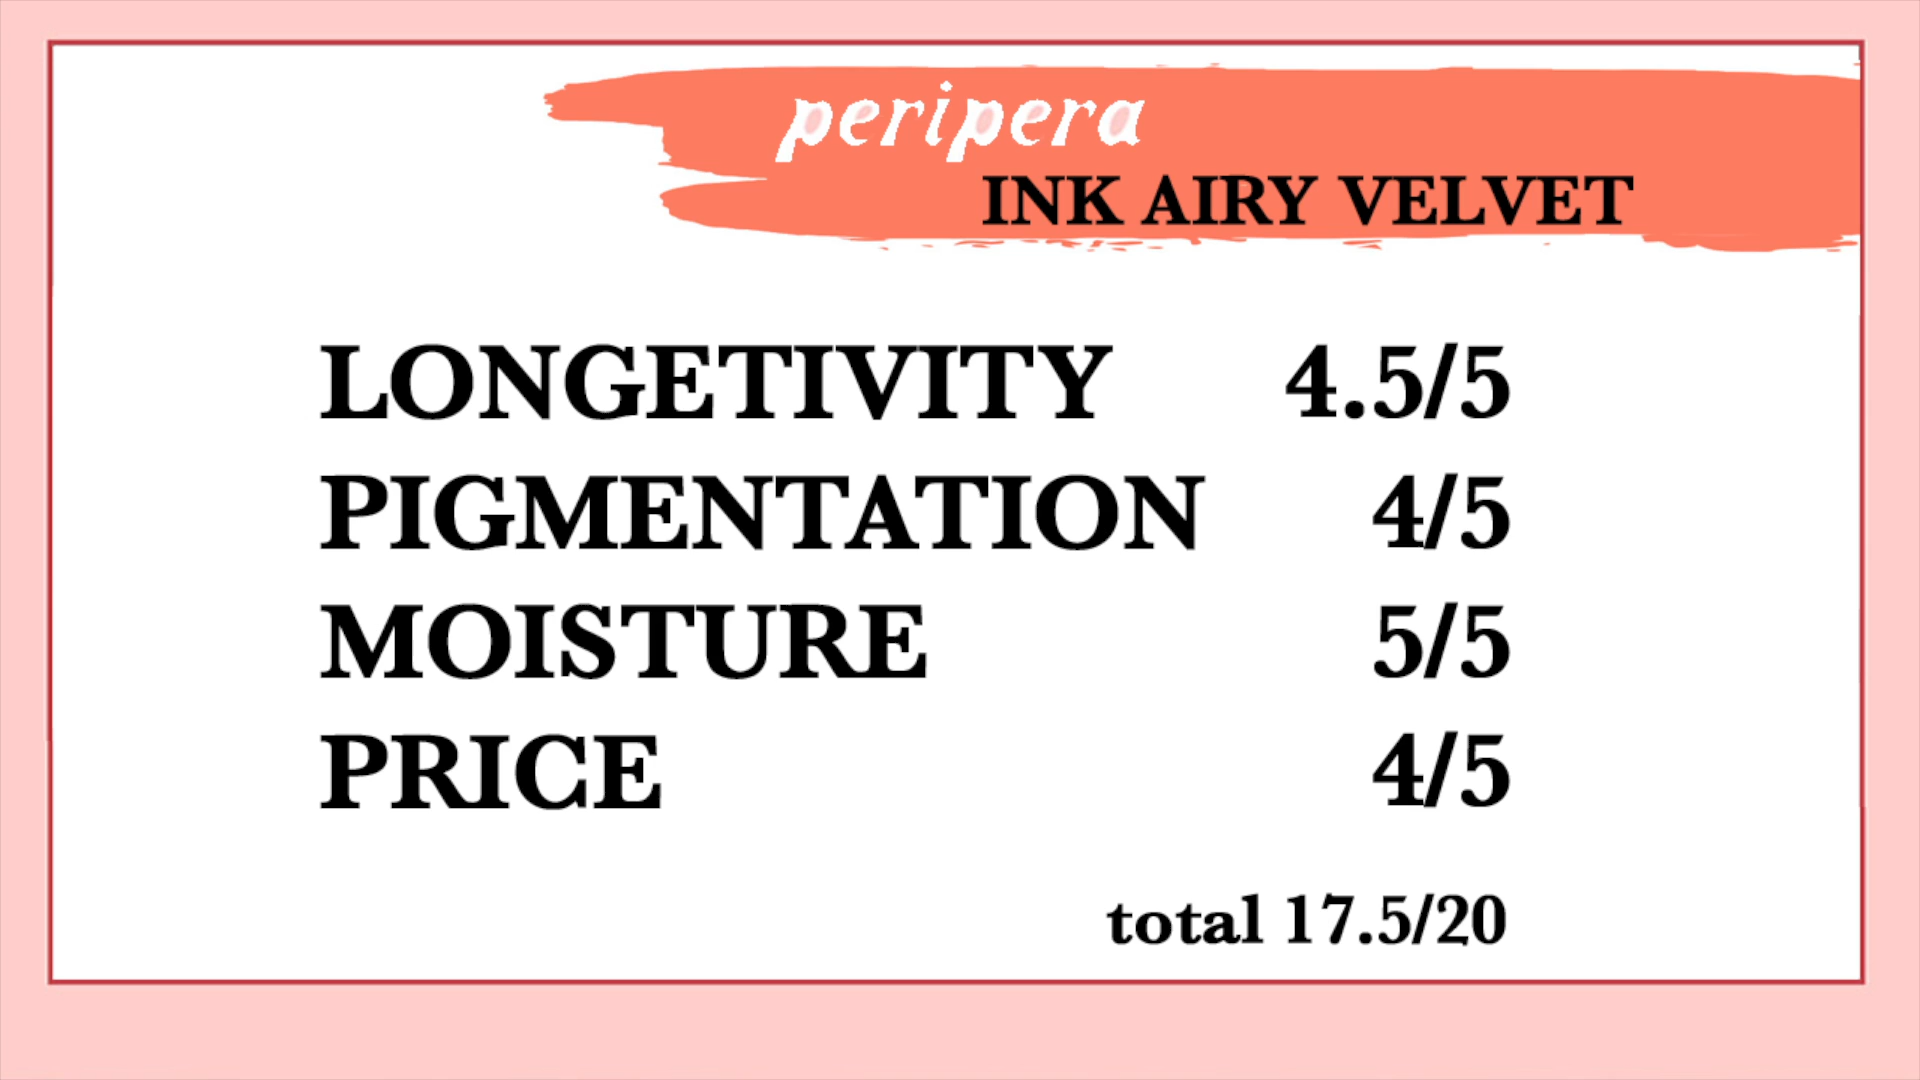 peripera
INK AIRY VELVET
LONGETIVITY 4.5/5
PIGMENTATION 4/5
MOISTURE 5/5
PRICE 4/5
total 17.5/20